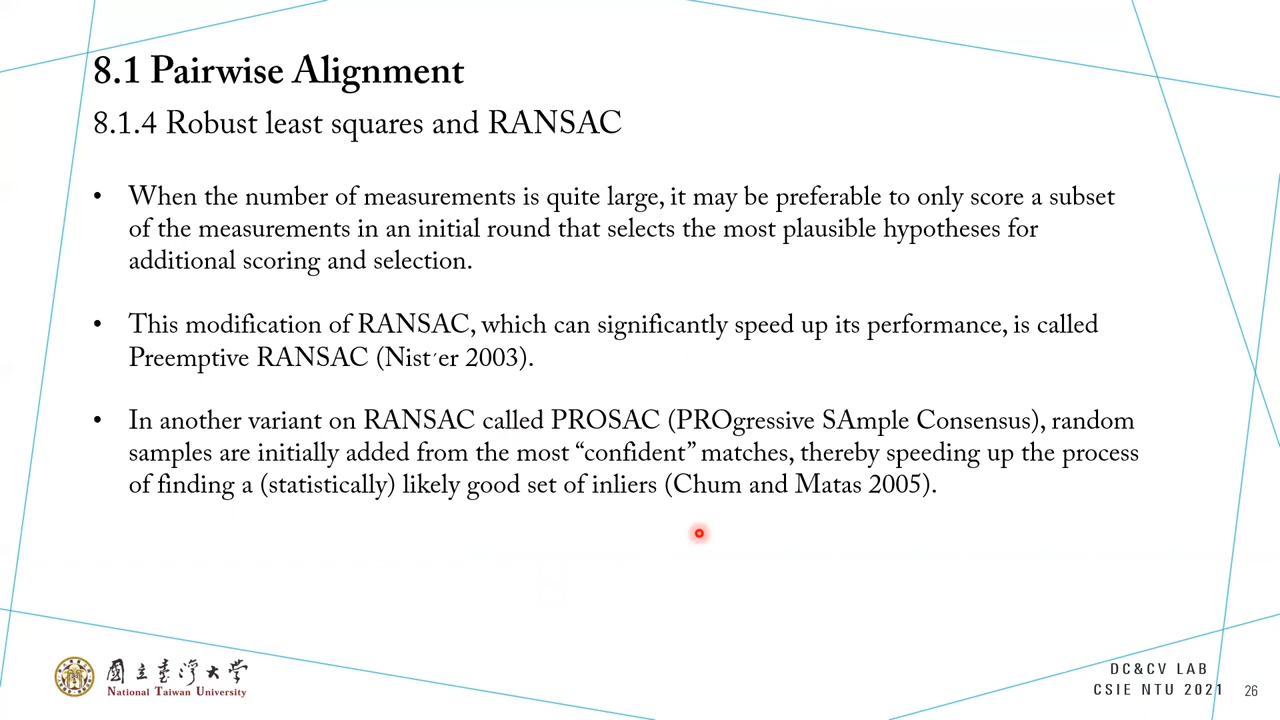 8.1 Pairwise Alignment
8.1.4 Robust least squares and RANSAC
• When the number of measurements is quite large, it may be preferable to only score a subset
of the measurements in an initial round that selects the most plausible hypotheses for
additional scoring and selection.
• This modification of RANSAC, which can significantly speed up its performance, is called
Preemptive RANSAC (Nist´er 2003).
• In another variant on RANSAC called PROSAC (PROgressive SAmple Consensus), random
samples are initially added from the most “confident” matches, thereby speeding up the process
of finding a (statistically) likely good set of inliers (Chum and Matas 2005).
國立臺灣大學
National Taiwan University
DC&CV LAB
CSIE NTU 2021
26